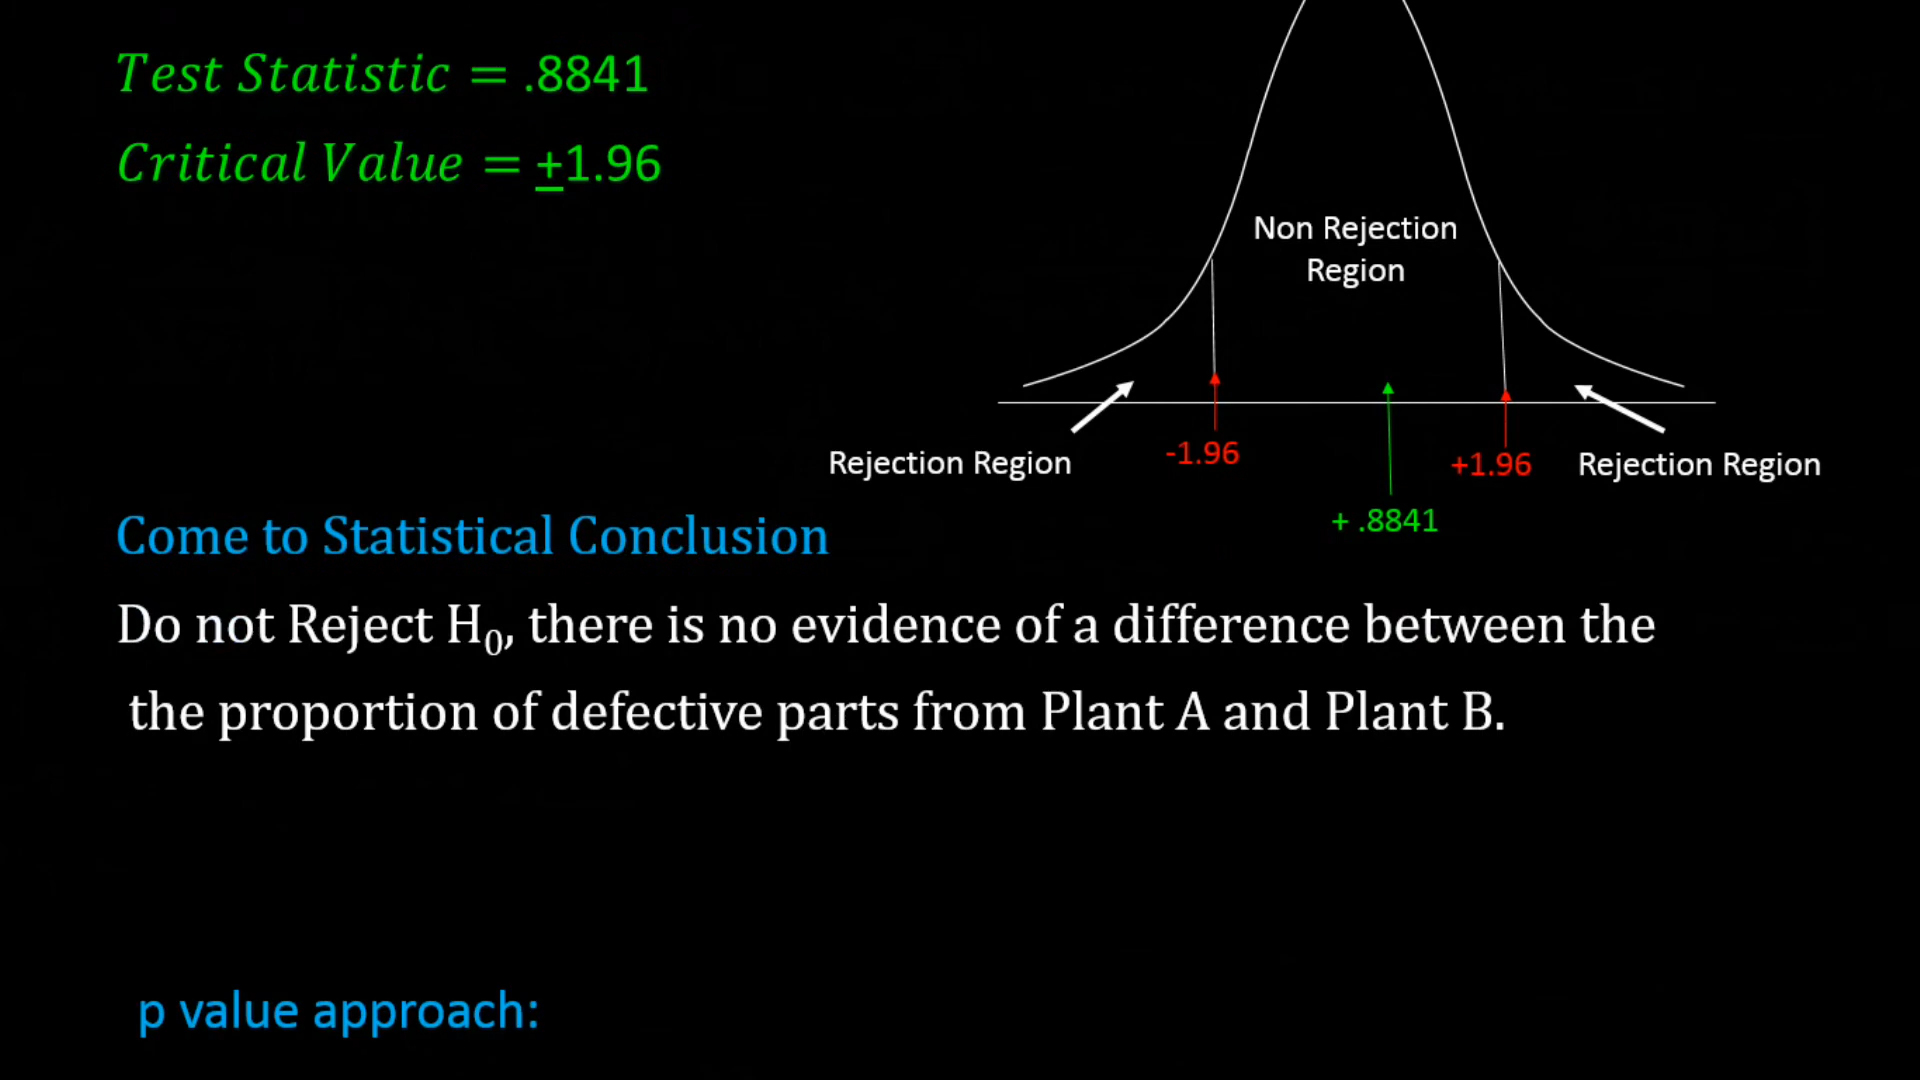 Test Statistic = .8841
Critical Value = ±1.96
Non Rejection
Region
Rejection Region
-1.96
+1.96
Rejection Region
+ .8841
Come to Statistical Conclusion
Do not Reject H₀, there is no evidence of a difference between the
the proportion of defective parts from Plant A and Plant B.
p value approach: